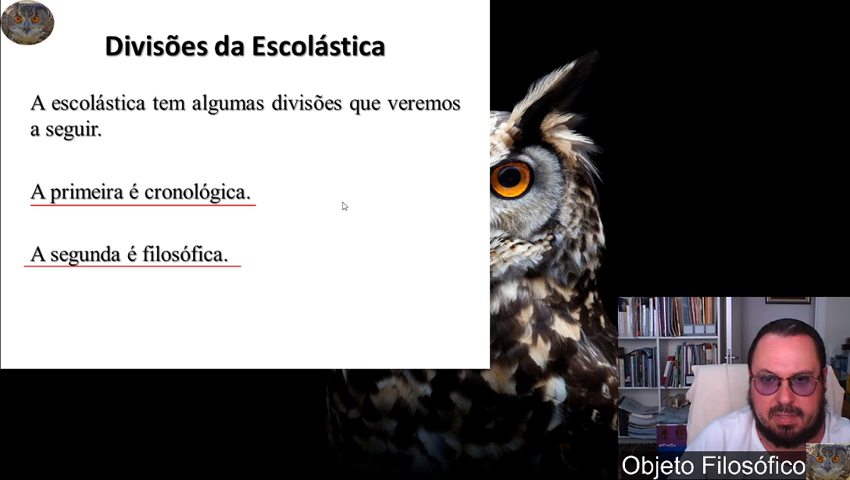 Divisões da Escolástica
A escolástica tem algumas divisões que veremos
a seguir.
A primeira é cronológica.
A segunda é filosófica.
Objeto Filosófico